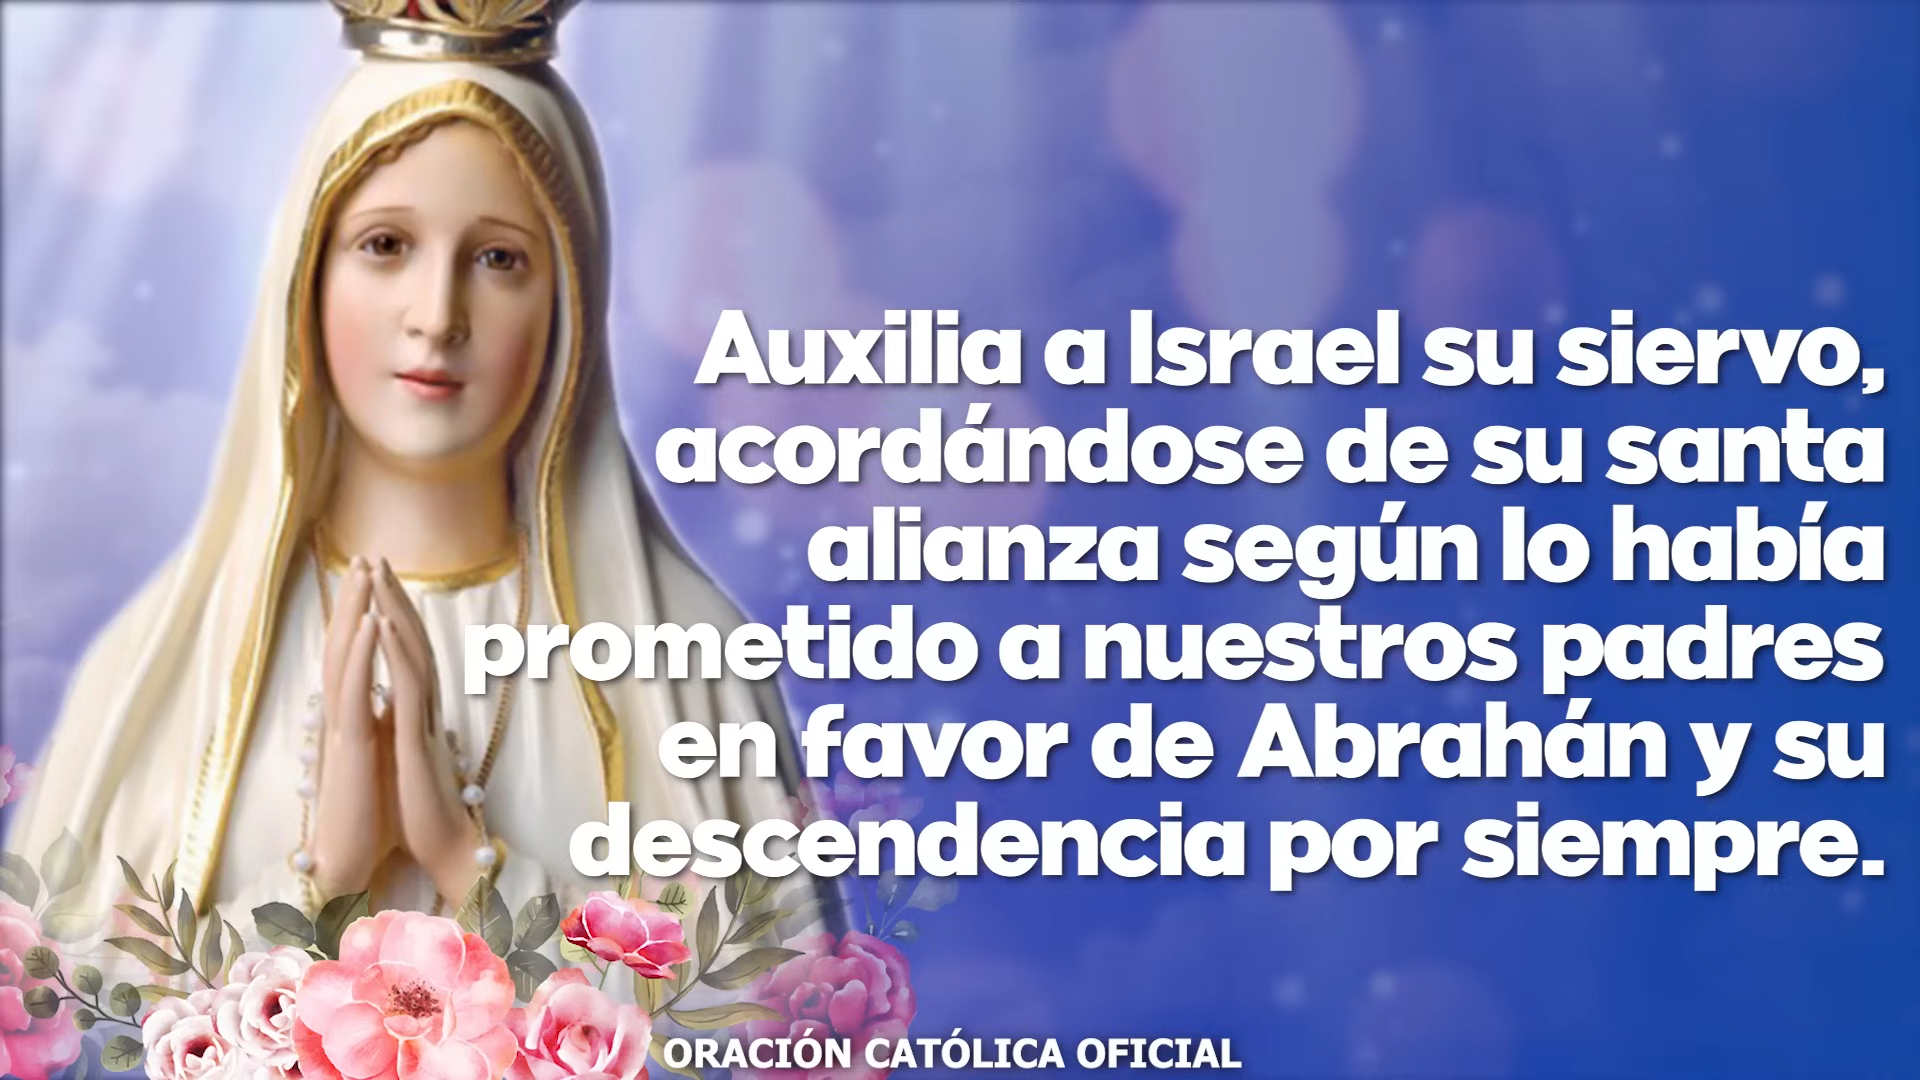 Auxilia a Israel su siervo,
acordándose de su santa
alianza según lo había
prometido a nuestros padres
en favor de Abrahán y su
descendencia por siempre.
ORACIÓN CATÓLICA OFICIAL